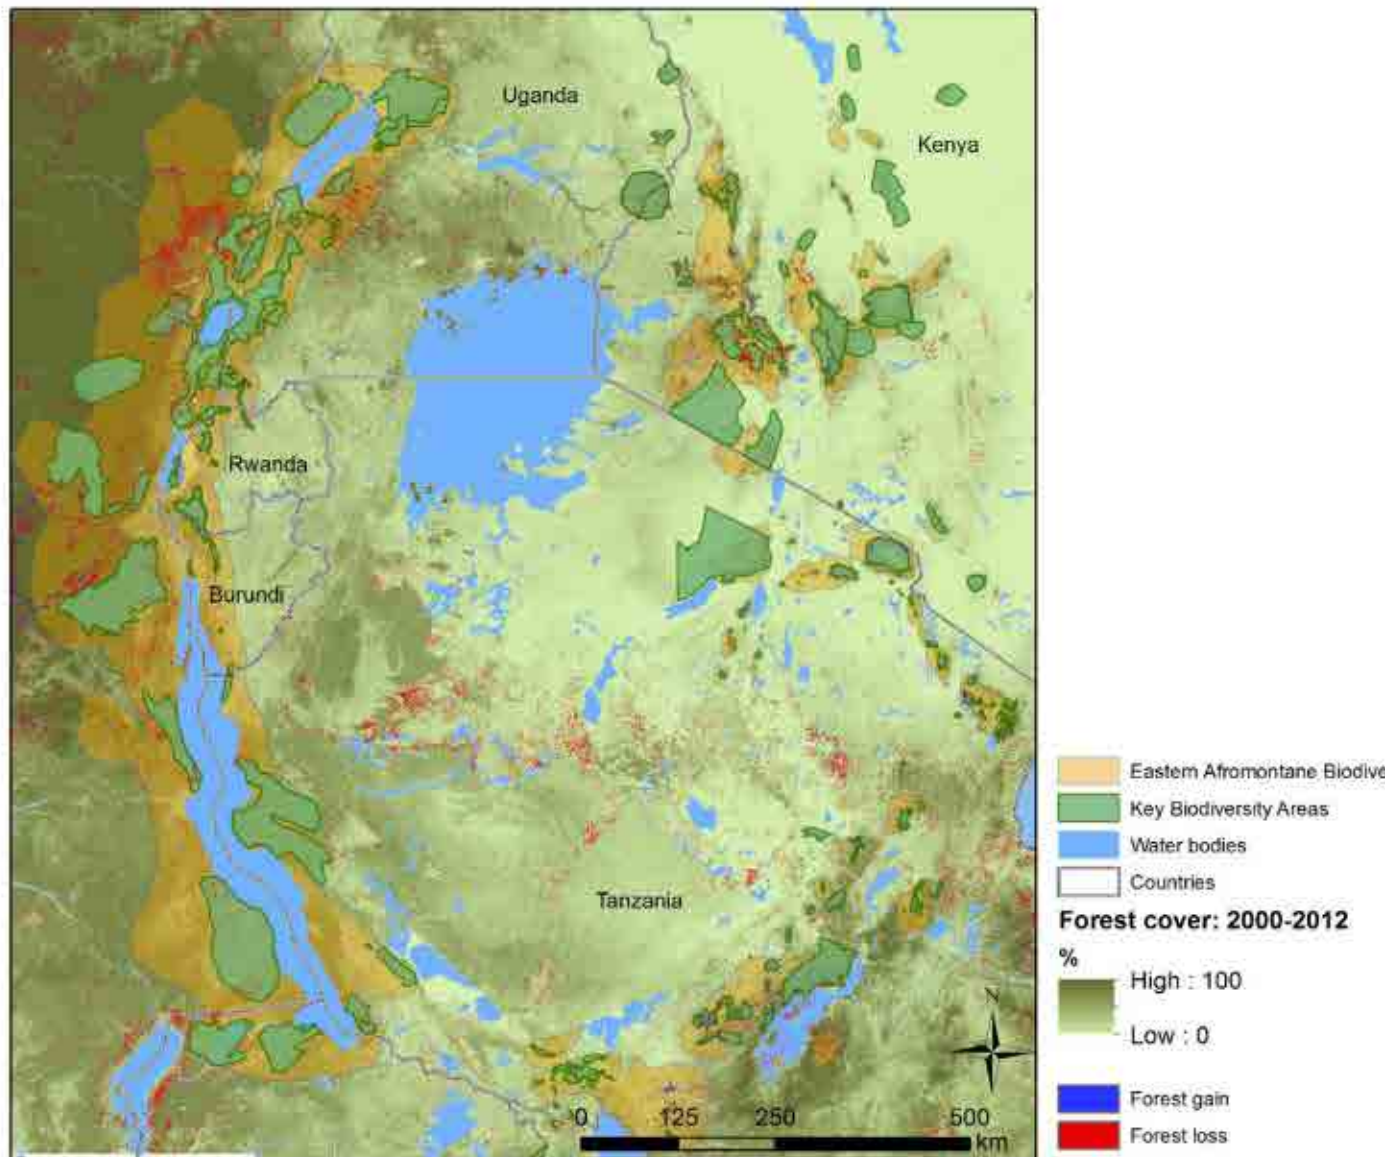 Uganda
Kenya
Rwanda
Burundi
Tanzania
N
0 125 250 500
km
Eastern Afromontane Biodive
Key Biodiversity Areas
Water bodies
Countries
Forest cover: 2000-2012
%
High : 100
Low : 0
Forest gain
Forest loss